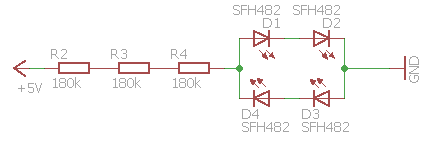 SFH482 SFH482
D1 D2
R2 R3 R4
+5V 180k 180k 180k
GND
D4 D3
SFH482 SFH482